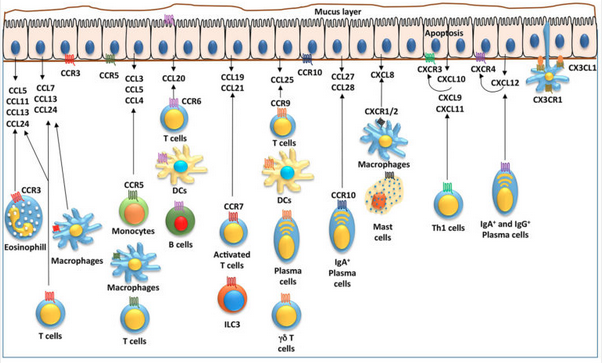 Mucus layer
Apoptosis
CCR3
CCR5
CCR10
CXCR3
CXCL10
CXCR4
CXCL12
CX3CL1
CX3CR1
CCL5
CCL11
CCL13
CCL24
CCL7
CCL13
CCL24
CCL3
CCL5
CCL4
CCL20
CCL19
CCL21
CCL25
CCL27
CCL28
CXCL8
CXCL9
CXCL11
CCR3
Eosinophill
Macrophages
T cells
CCR5
Monocytes
Macrophages
T cells
CCR6
T cells
DCs
B cells
CCR7
Activated
T cells
ILC3
CCR9
T cells
DCs
Plasma
cells
γδ T
cells
CCR10
IgA⁺
Plasma
cells
CXCR1/2
Macrophages
Mast
cells
Th1 cells
IgA⁺ and IgG⁺
Plasma cells